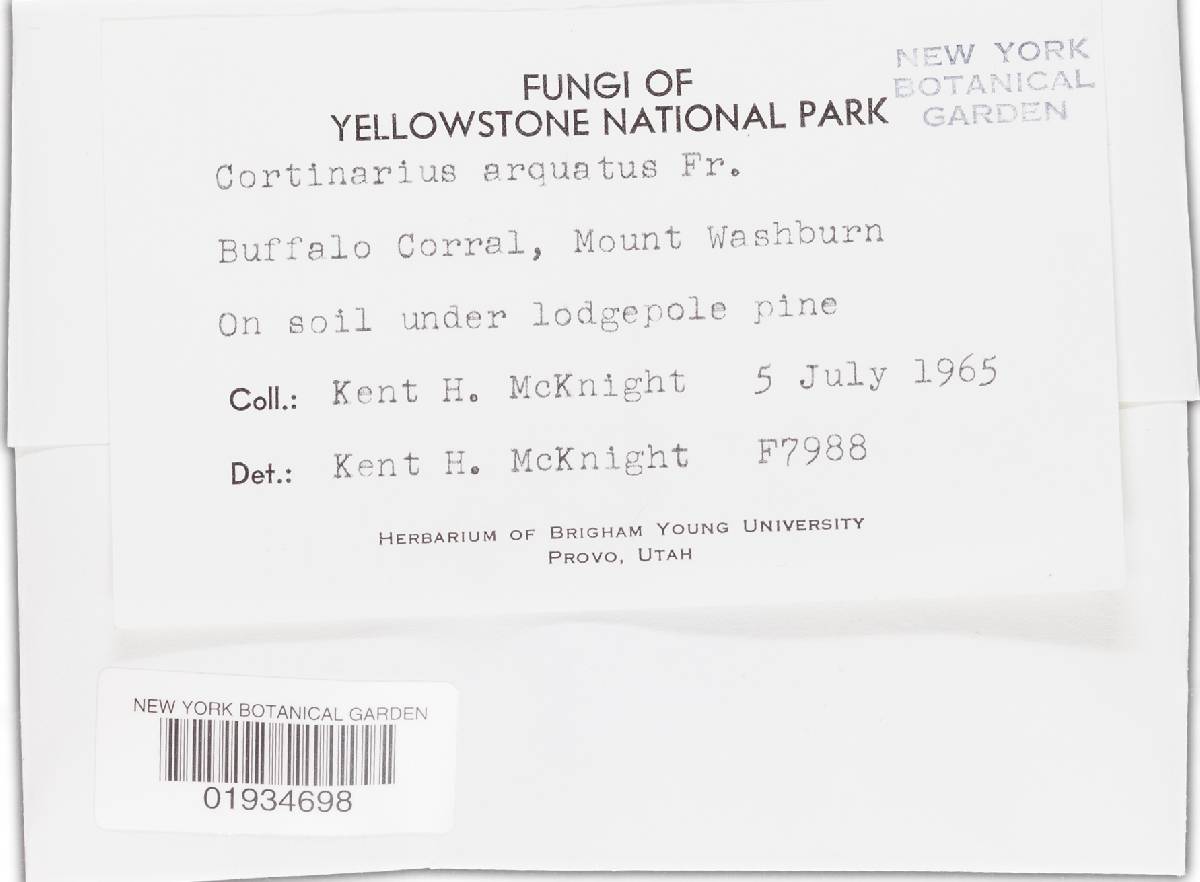 NEW YORK
BOTANICAL
GARDEN
FUNGI OF
YELLOWSTONE NATIONAL PARK
Cortinarius arquatus Fr.
Buffalo Corral, Mount Washburn
On soil under lodgepole pine
Coll.: Kent H. McKnight 5 July 1965
Det.: Kent H. McKnight F7988
HERBARIUM OF BRIGHAM YOUNG UNIVERSITY
PROVO, UTAH
NEW YORK BOTANICAL GARDEN
01934698